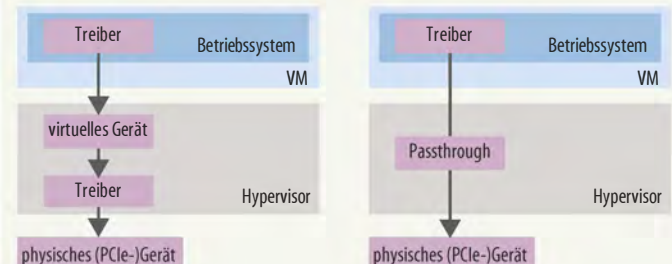 Treiber
Betriebssystem
VM
virtuelles Gerät
Treiber
Hypervisor
physisches (PCIe-)Gerät
Treiber
Betriebssystem
VM
Passthrough
Hypervisor
physisches (PCIe-)Gerät